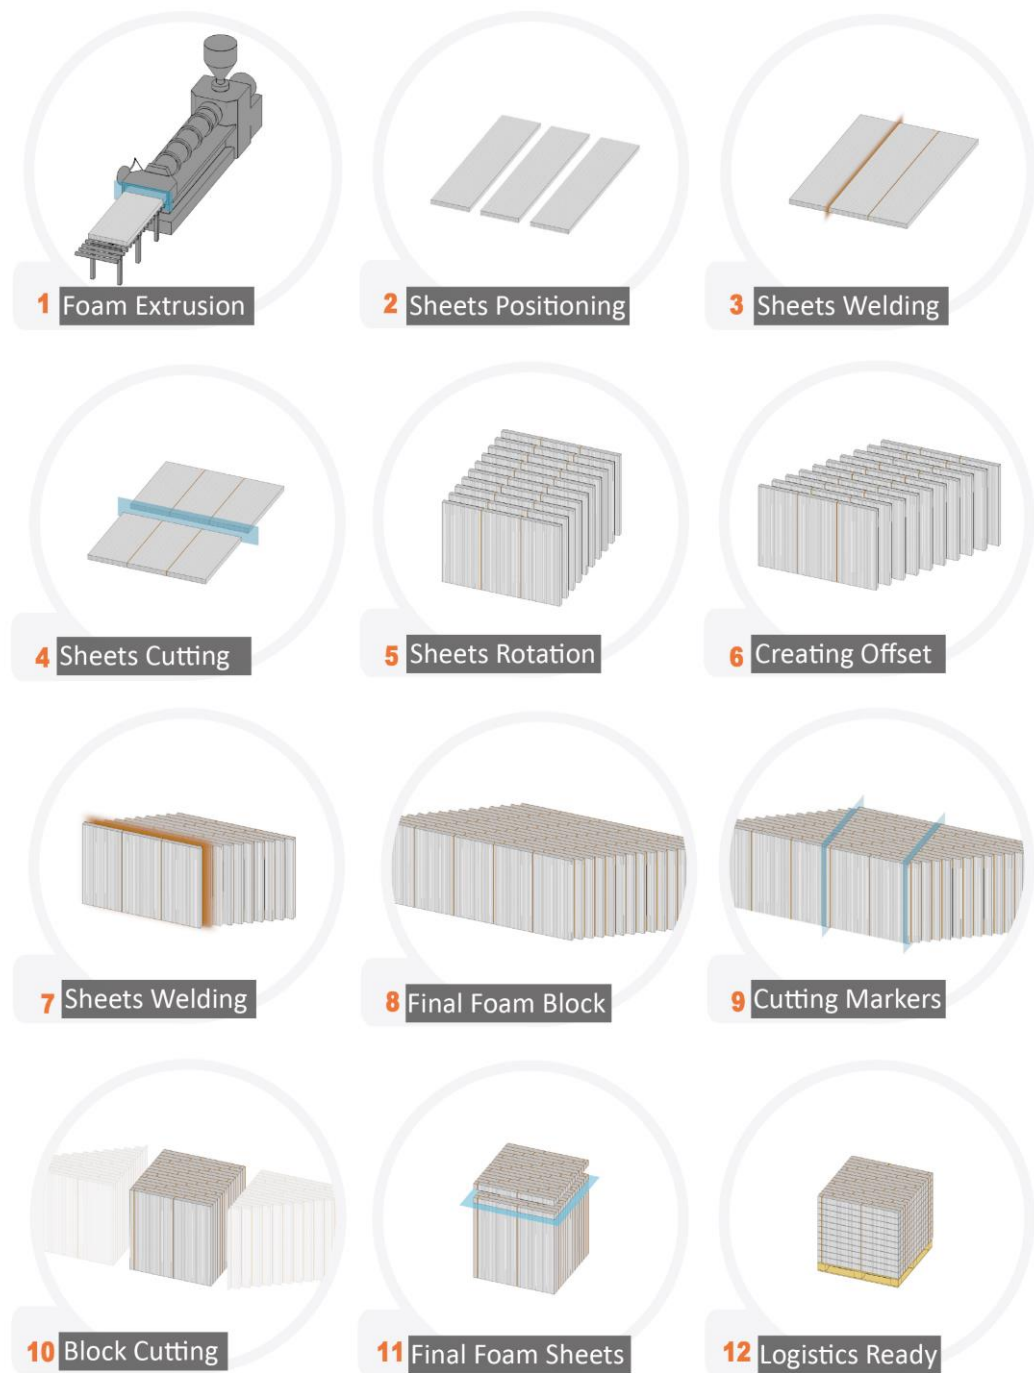 1 Foam Extrusion
2 Sheets Positioning
3 Sheets Welding
4 Sheets Cutting
5 Sheets Rotation
6 Creating Offset
7 Sheets Welding
8 Final Foam Block
9 Cutting Markers
10 Block Cutting
11 Final Foam Sheets
12 Logistics Ready